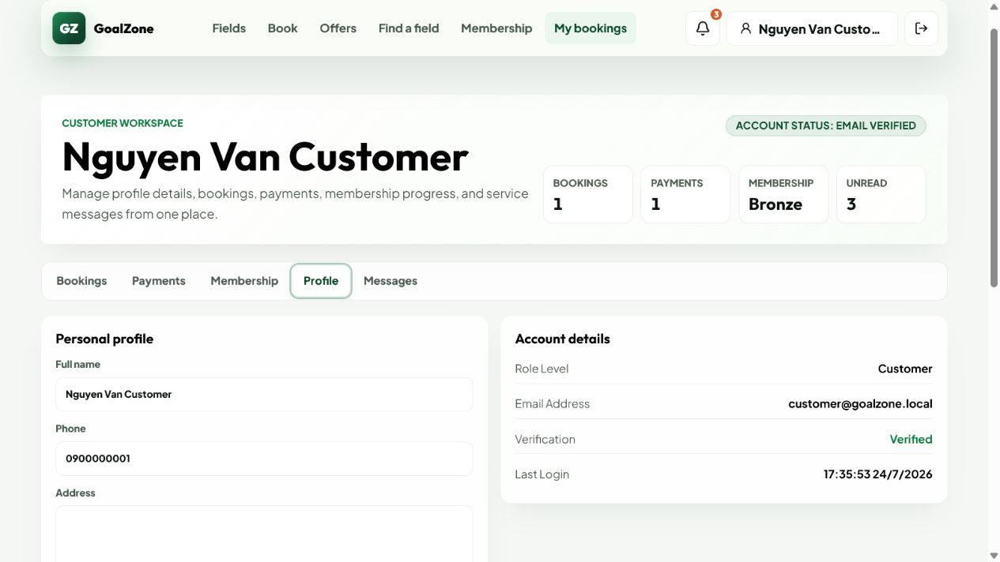 GZ GoalZone Fields Book Offers Find a field Membership My bookings 3 Nguyen Van Custo...
CUSTOMER WORKSPACE
ACCOUNT STATUS: EMAIL VERIFIED
Nguyen Van Customer
Manage profile details, bookings, payments, membership progress, and service
messages from one place.
BOOKINGS
1
PAYMENTS
1
MEMBERSHIP
Bronze
UNREAD
3
Bookings Payments Membership Profile Messages
Personal profile
Full name
Nguyen Van Customer
Phone
0900000001
Address
Account details
Role Level Customer
Email Address customer@goalzone.local
Verification Verified
Last Login 17:35:53 24/7/2026